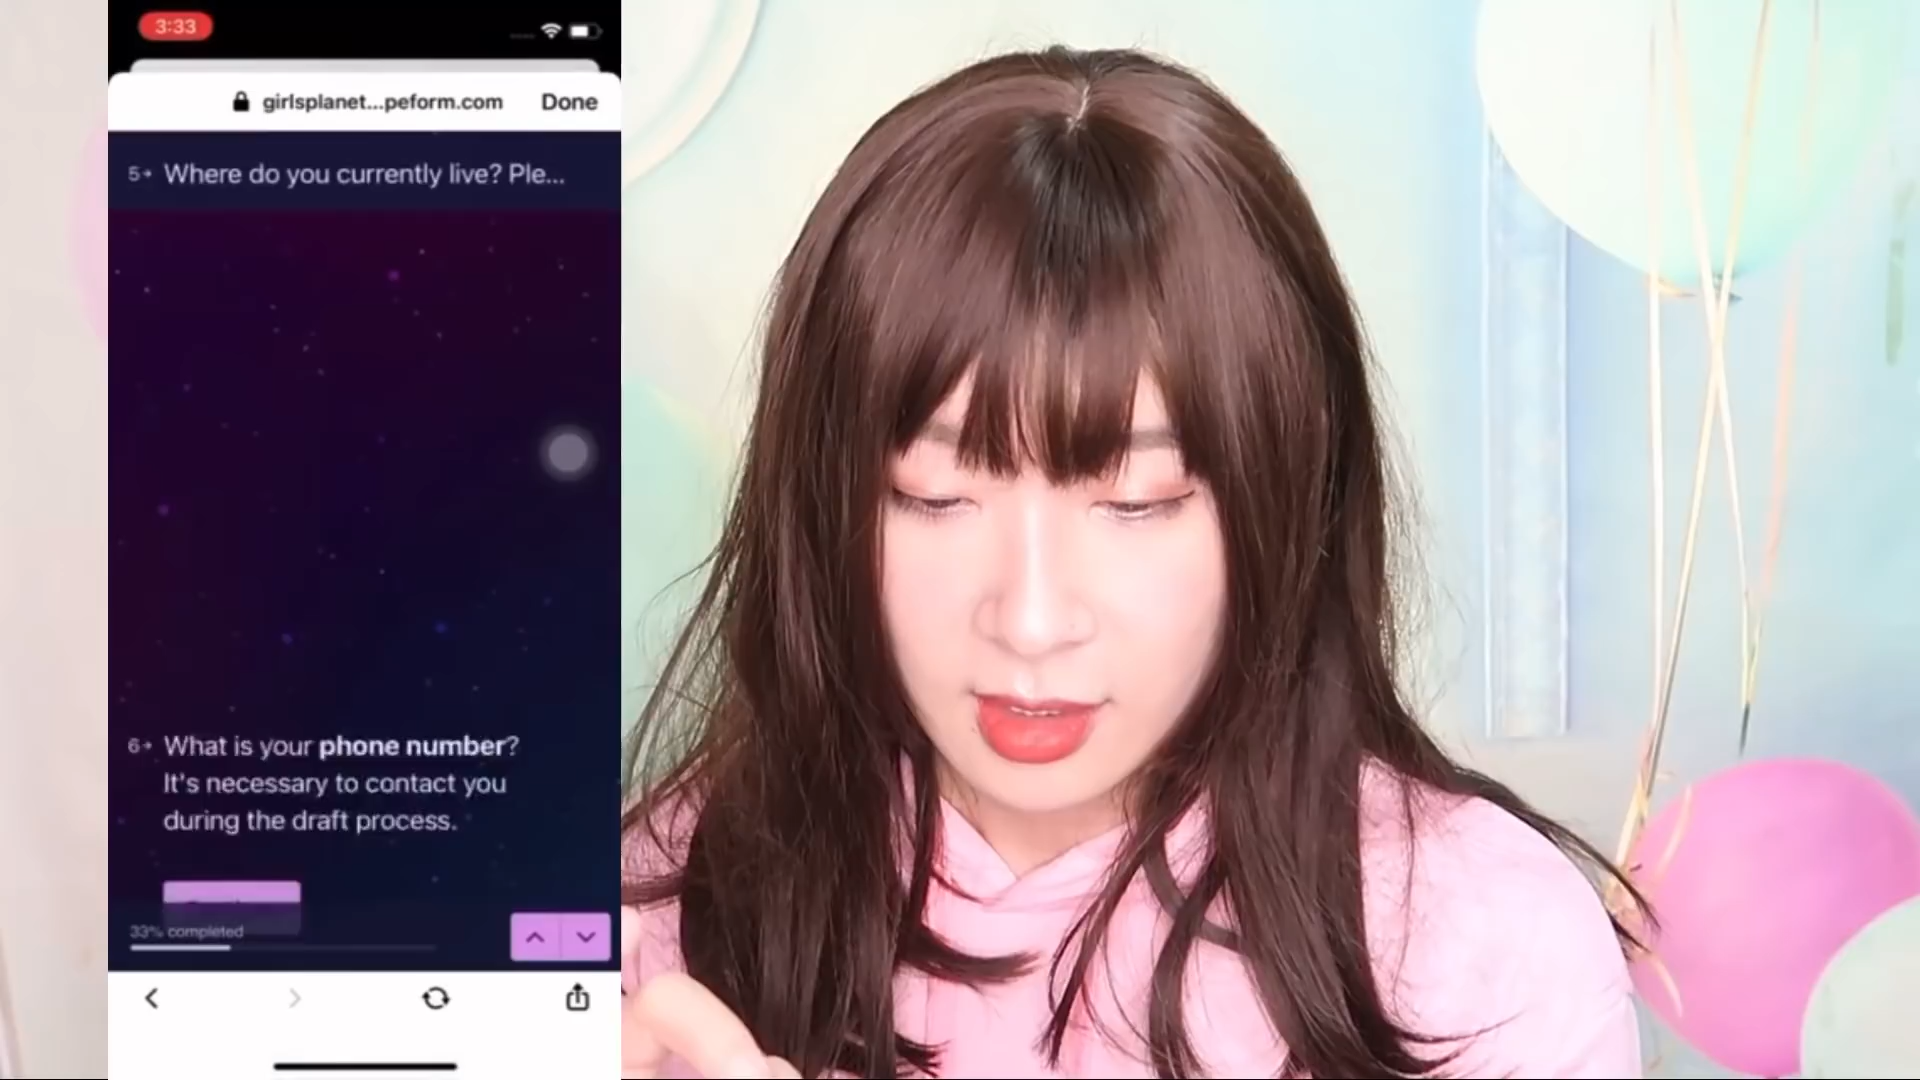 3:33
girlsplanet...peform.com
Done
5 Where do you currently live? Ple...
6 What is your phone number?
It's necessary to contact you
during the draft process.
33% completed